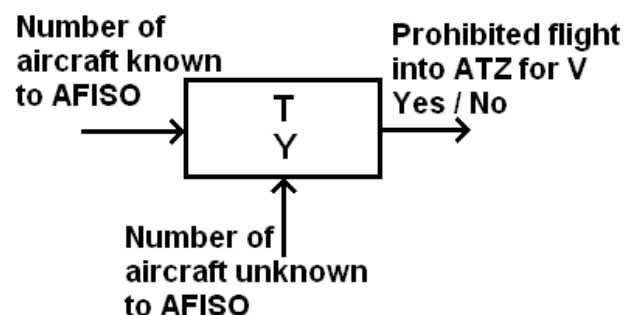 Number of
aircraft known
to AFISO
Prohibited flight
into ATZ for V
Yes / No
T
Y
Number of
aircraft unknown
to AFISO